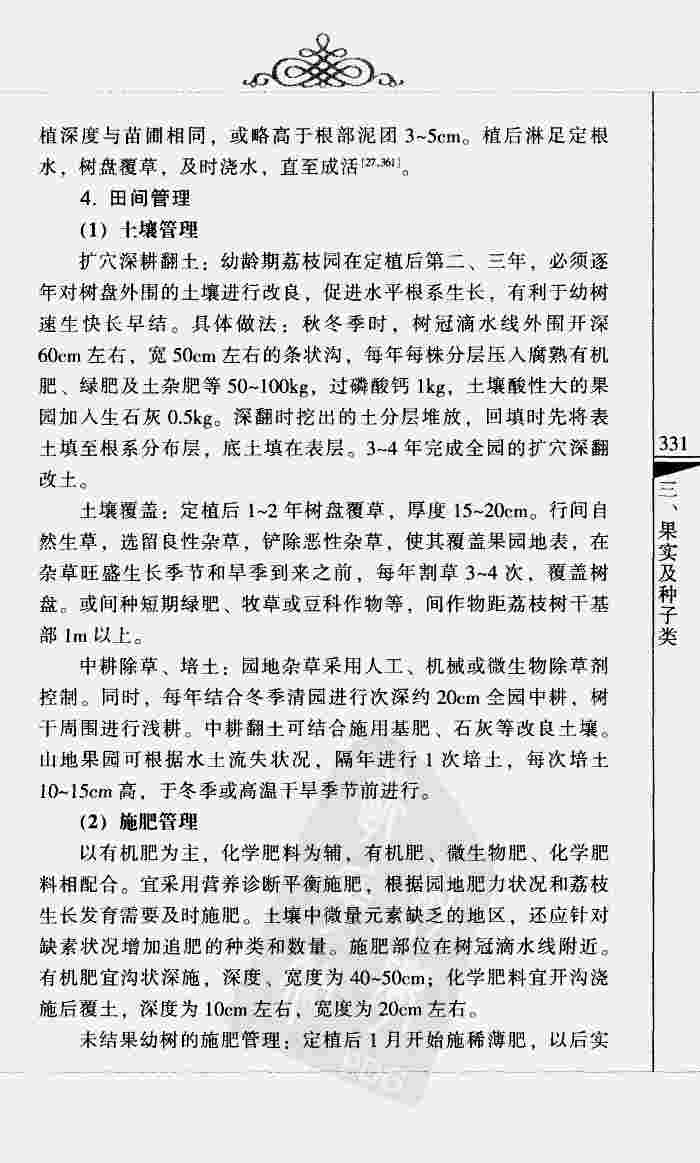 植深度与苗圃相同，或略高于根部泥团 3~5cm。植后淋足定根
水，树盘覆草，及时浇水，直至成活[27,361]。
4. 田间管理
(1) 土壤管理
扩穴深耕翻土：幼龄期荔枝园在定植后第二、三年，必须逐
年对树盘外围的土壤进行改良，促进水平根系生长，有利于幼树
速生快长早结。具体做法：秋冬季时，树冠滴水线外围开深
60cm 左右，宽 50cm 左右的条状沟，每年每株分层压入腐熟有机
肥、绿肥及土杂肥等 50~100kg，过磷酸钙 1kg，土壤酸性大的果
园加入生石灰 0.5kg。深翻时挖出的土分层堆放，回填时先将表
土填至根系分布层，底土填在表层。3~4 年完成全园的扩穴深翻
改土。
土壤覆盖：定植后 1~2 年树盘覆草，厚度 15~20cm。行间自
然生草，选留良性杂草，铲除恶性杂草，使其覆盖果园地表，在
杂草旺盛生长季节和旱季到来之前，每年割草 3~4 次，覆盖树
盘。或间种短期绿肥、牧草或豆科作物等，间作物距荔枝树干基
部 1m 以上。
中耕除草、培土：园地杂草采用人工、机械或微生物除草剂
控制。同时，每年结合冬季清园进行次深约 20cm 全园中耕，树
干周围进行浅耕。中耕翻土可结合施用基肥、石灰等改良土壤。
山地果园可根据水土流失状况，隔年进行 1 次培土，每次培土
10~15cm 高，于冬季或高温干旱季节前进行。
(2) 施肥管理
以有机肥为主，化学肥料为辅，有机肥、微生物肥、化学肥
料相配合。宜采用营养诊断平衡施肥，根据园地肥力状况和荔枝
生长发育需要及时施肥。土壤中微量元素缺乏的地区，还应针对
缺素状况增加追肥的种类和数量。施肥部位在树冠滴水线附近。
有机肥宜沟状深施，深度、宽度为 40~50cm；化学肥料宜开沟浇
施后覆土，深度为 10cm 左右，宽度为 20cm 左右。
未结果幼树的施肥管理：定植后 1 月开始施稀薄肥，以后实
331
三、果实及种子类